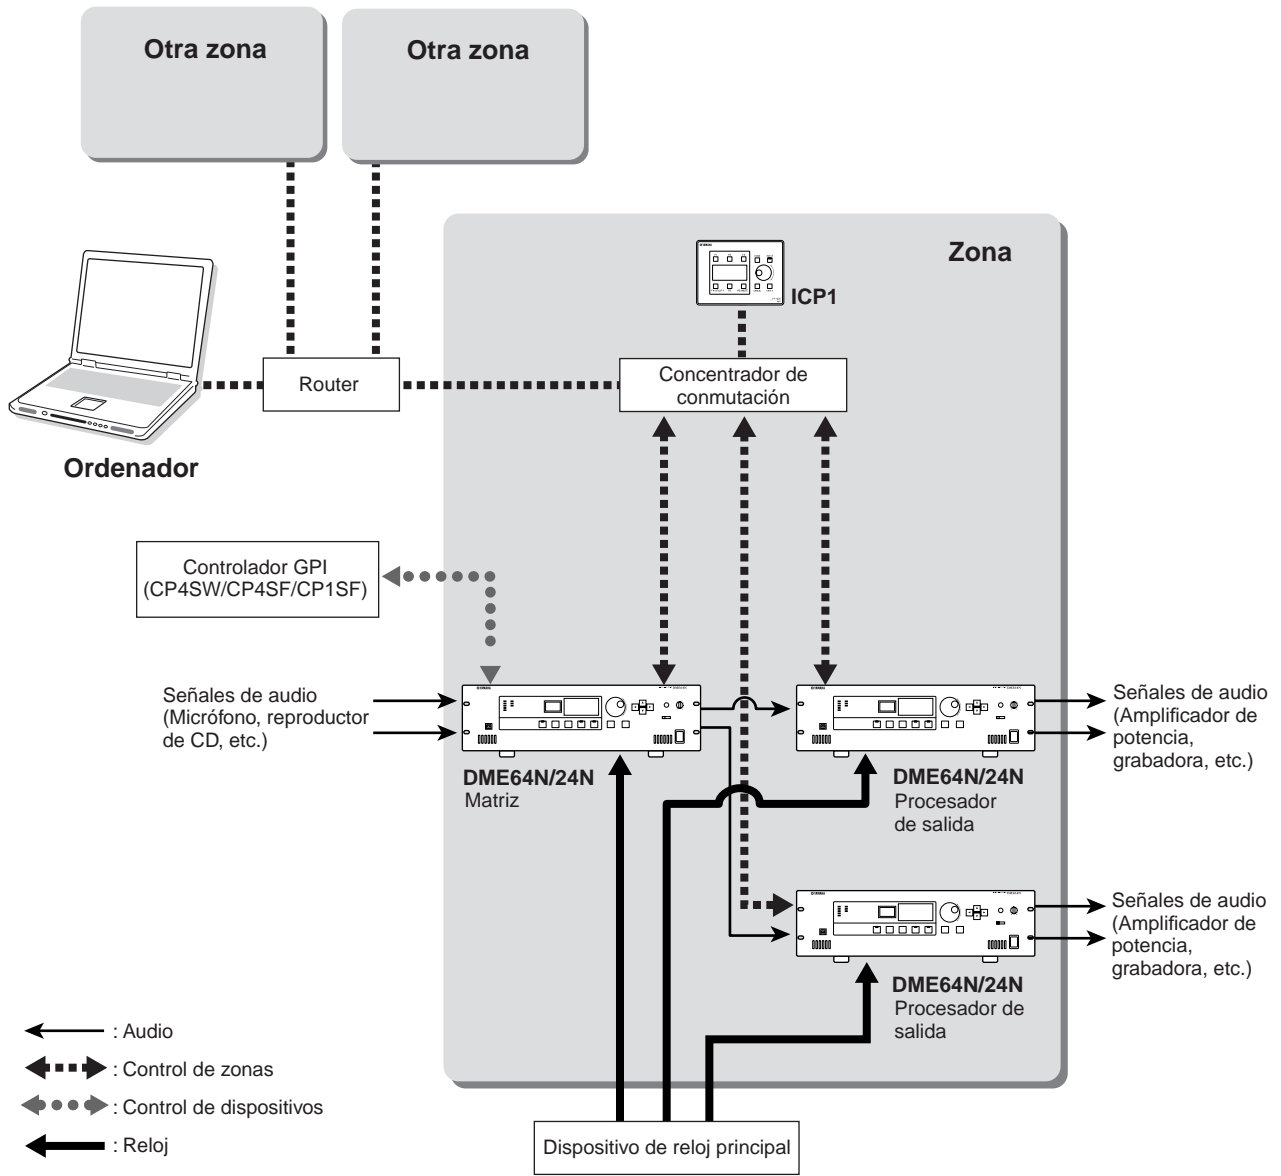 Otra zona
Otra zona
Zona
ICP1
Router
Concentrador de
conmutación
Ordenador
Controlador GPI
(CP4SW/CP4SF/CP1SF)
Señales de audio
(Micrófono, reproductor
de CD, etc.)
DME64N/24N
Matriz
DME64N/24N
Procesador
de salida
Señales de audio
(Amplificador de
potencia,
grabadora, etc.)
DME64N/24N
Procesador de
salida
Señales de audio
(Amplificador de
potencia,
grabadora, etc.)
: Audio
: Control de zonas
: Control de dispositivos
: Reloj
Dispositivo de reloj principal